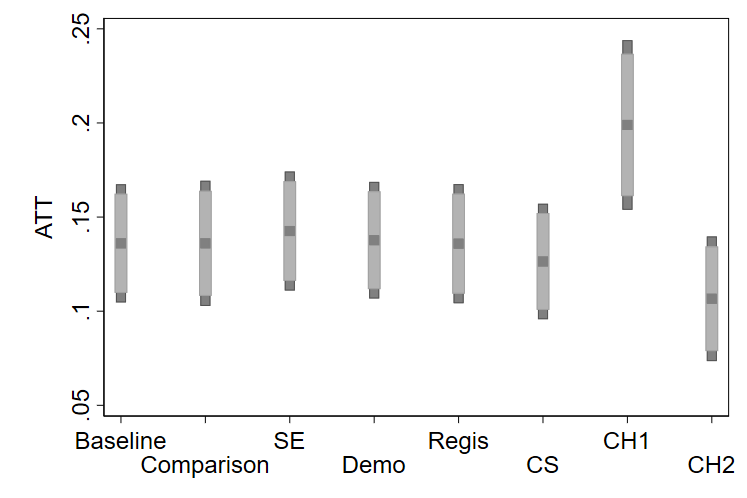 .25
.2
.15
.1
.05
ATT
Baseline
SE
Regis
CH1
Comparison
Demo
CS
CH2